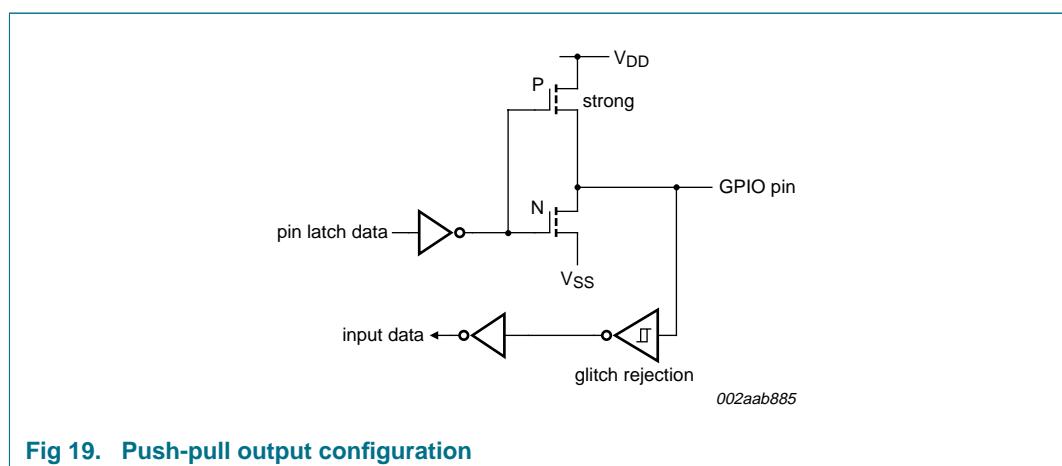 VDD
P
strong
GPIO pin
N
pin latch data
VSS
input data
glitch rejection
002aab885
Fig 19. Push-pull output configuration